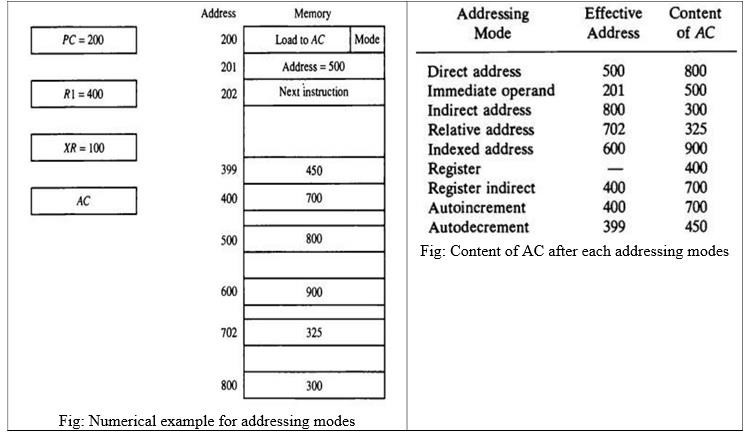 Address Memory
PC = 200
200 Load to AC Mode
201 Address = 500
R1 = 400
202 Next instruction
XR = 100
399 450
AC
400 700
500 800
600 900
702 325
800 300
Fig: Numerical example for addressing modes
Addressing Mode Effective Address Content of AC
Direct address 500 800
Immediate operand 201 500
Indirect address 800 300
Relative address 702 325
Indexed address 600 900
Register — 400
Register indirect 400 700
Autoincrement 400 700
Autodecrement 399 450
Fig: Content of AC after each addressing modes